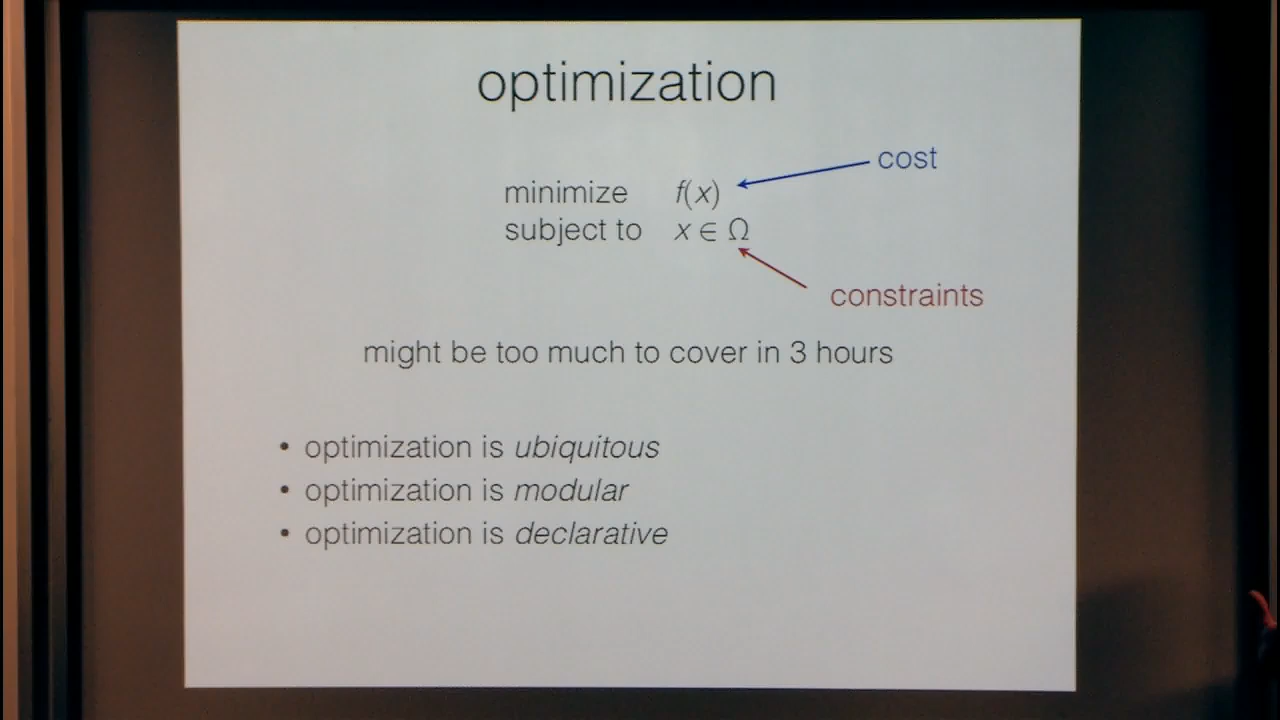 optimization
cost
minimize f(x)
subject to x ∈ Ω
constraints
might be too much to cover in 3 hours
• optimization is ubiquitous
• optimization is modular
• optimization is declarative